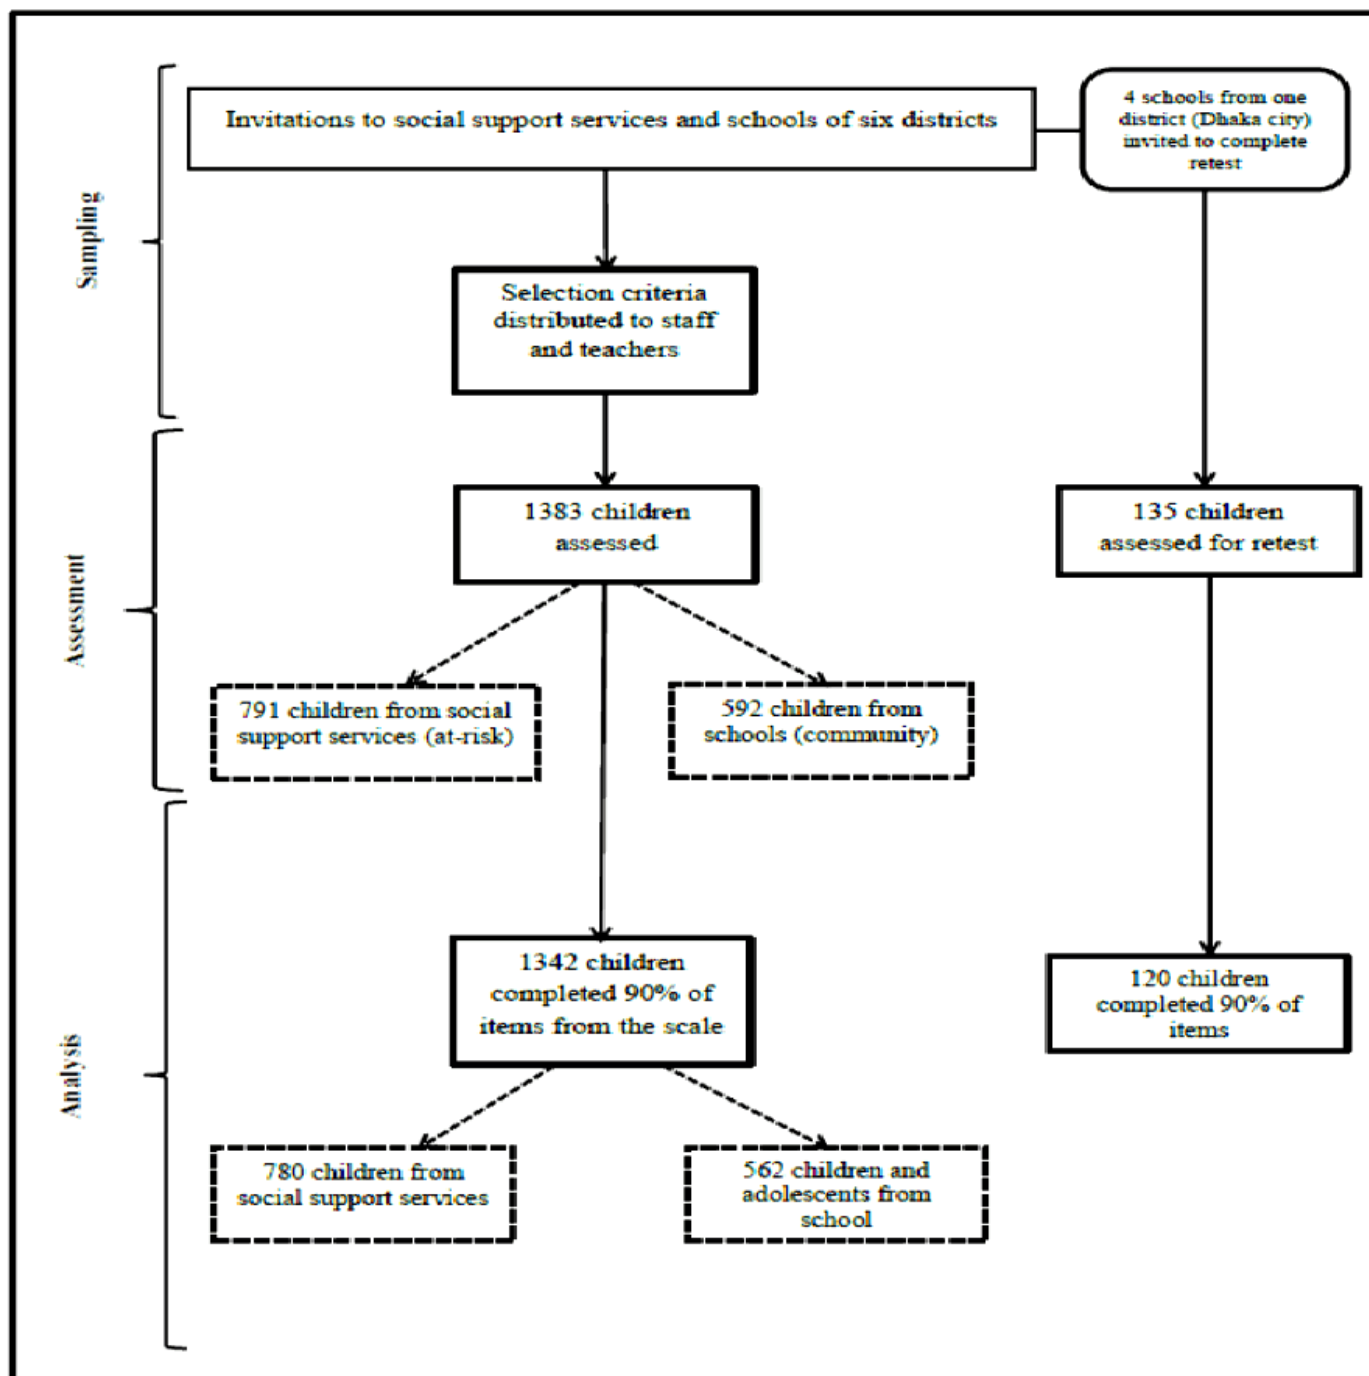 Invitations to social support services and schools of six districts
4 schools from one
district (Dhaka city)
invited to complete
retest
Sampling
Selection criteria
distributed to staff
and teachers
Assessment
1383 children
assessed
135 children
assessed for retest
791 children from social
support services (at-risk)
592 children from
schools (community)
Analysis
1342 children
completed 90% of
items from the scale
120 children
completed 90% of
items
780 children from
social support services
562 children and
adolescents from
school